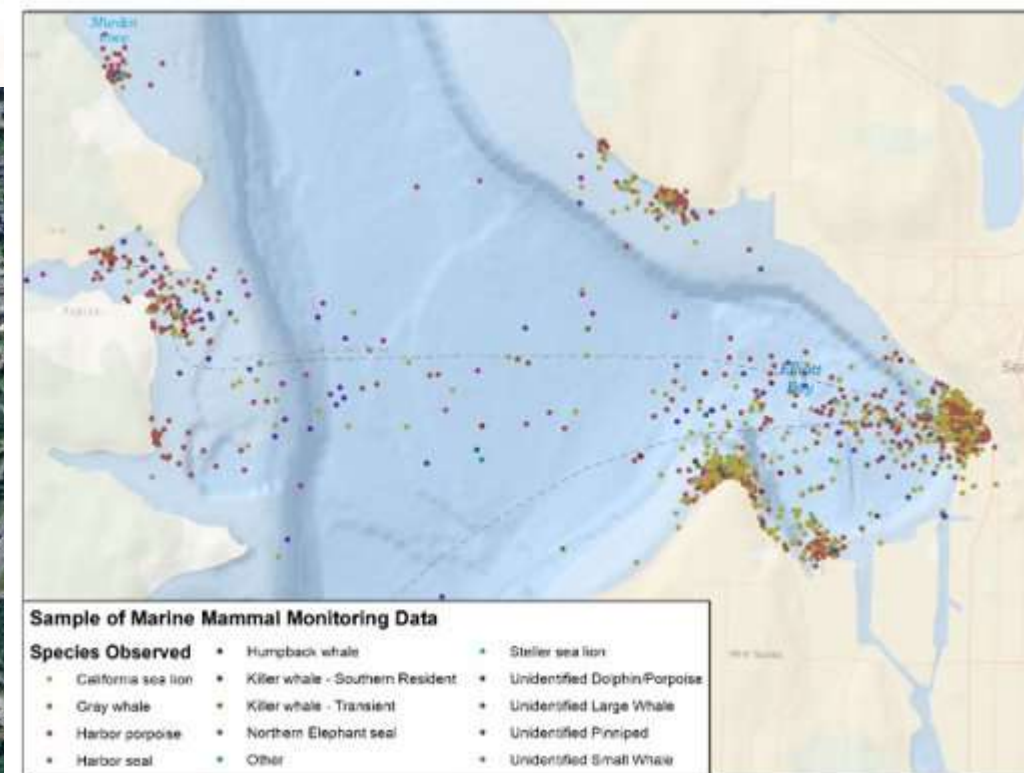 Elliott
Bay
Sample of Marine Mammal Monitoring Data
Species Observed
California sea lion
Gray whale
Harbor porpoise
Harbor seal
Humpback whale
Killer whale - Southern Resident
Killer whale - Transient
Northern Elephant seal
Other
Steller sea lion
Unidentified Dolphin/Porpoise
Unidentified Large Whale
Unidentified Pinniped
Unidentified Small Whale